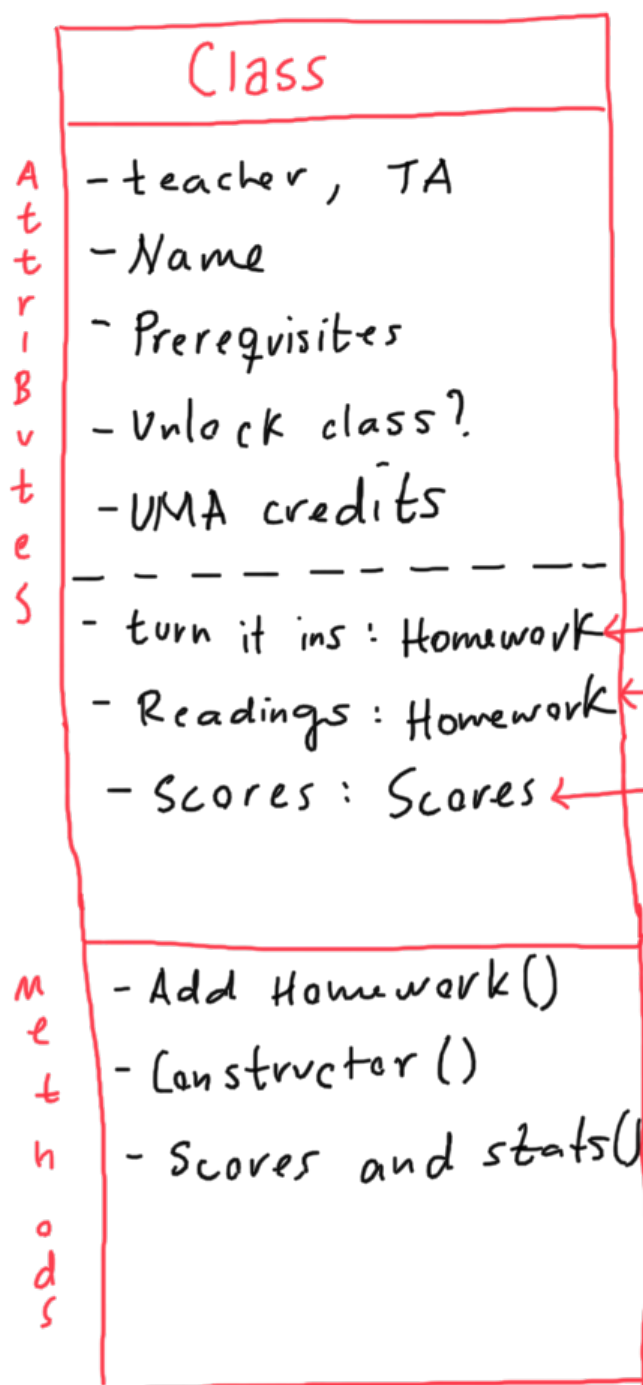 Class
Attributes
- teacher, TA
- Name
- Prerequisites
- Unlock class?
- UMA credits
- turn it ins : Homework
- Readings : Homework
- Scores : Scores
Methods
- Add Homework()
- Constructor()
- Scores and stats()